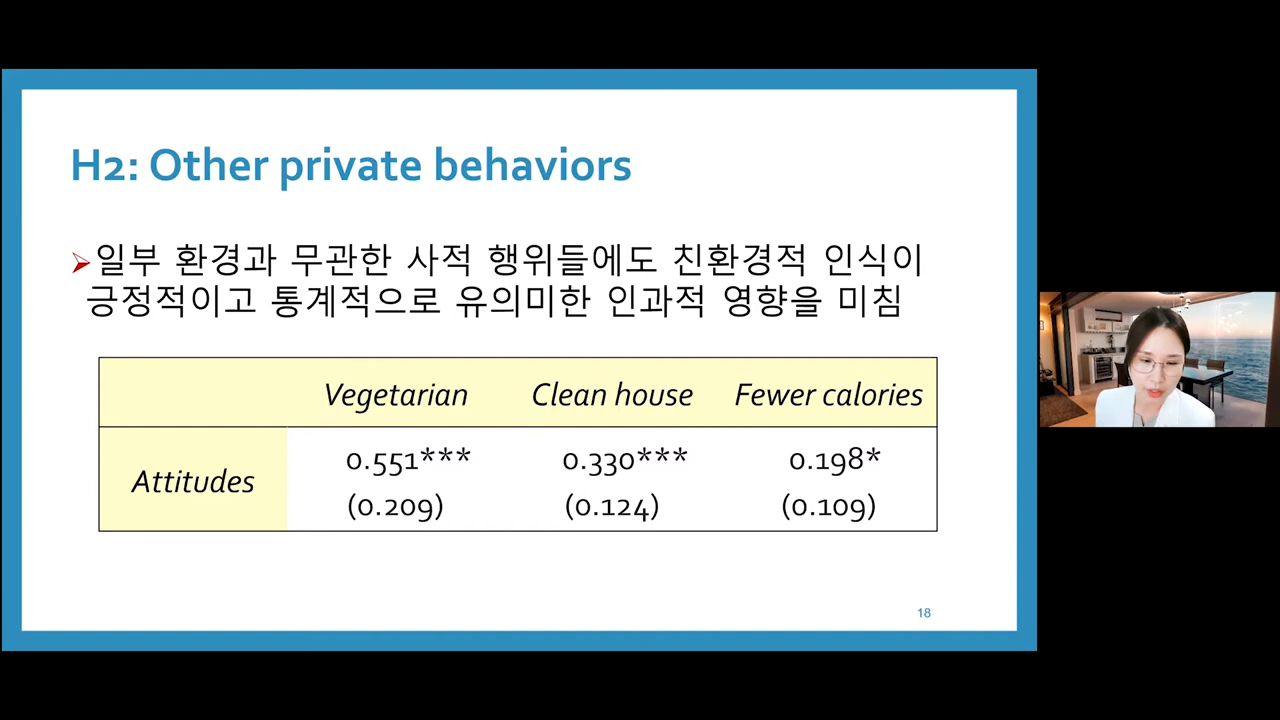 H2: Other private behaviors
일부 환경과 무관한 사적 행위들에도 친환경적 인식이
긍정적이고 통계적으로 유의미한 인과적 영향을 미침
Vegetarian Clean house Fewer calories
Attitudes
0.551*** 0.330*** 0.198*
(0.209) (0.124) (0.109)
18